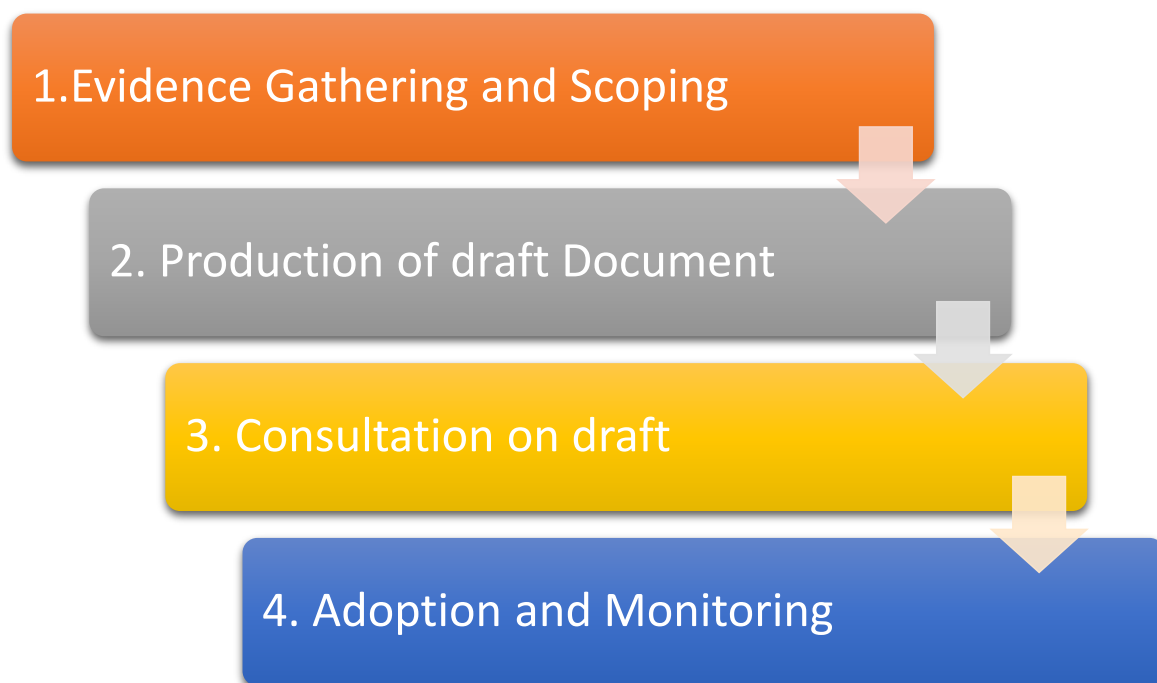 1.Evidence Gathering and Scoping
2. Production of draft Document
3. Consultation on draft
4. Adoption and Monitoring